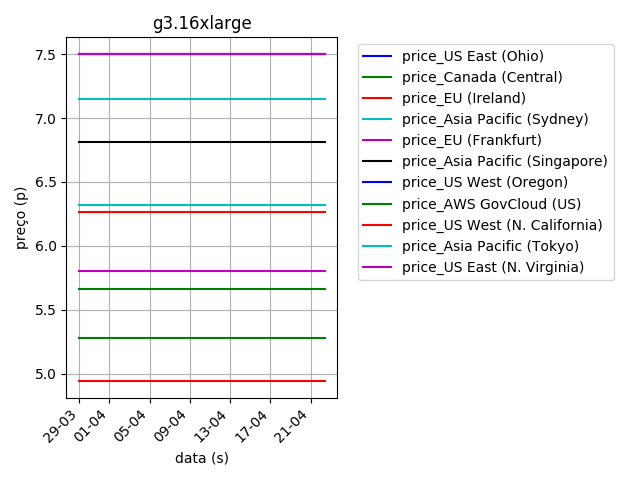 g3.16xlarge
7.5
7.0
6.5
6.0
5.5
5.0
preço (p)
29-03
01-04
05-04
09-04
13-04
17-04
21-04
data (s)
price_US East (Ohio)
price_Canada (Central)
price_EU (Ireland)
price_Asia Pacific (Sydney)
price_EU (Frankfurt)
price_Asia Pacific (Singapore)
price_US West (Oregon)
price_AWS GovCloud (US)
price_US West (N. California)
price_Asia Pacific (Tokyo)
price_US East (N. Virginia)